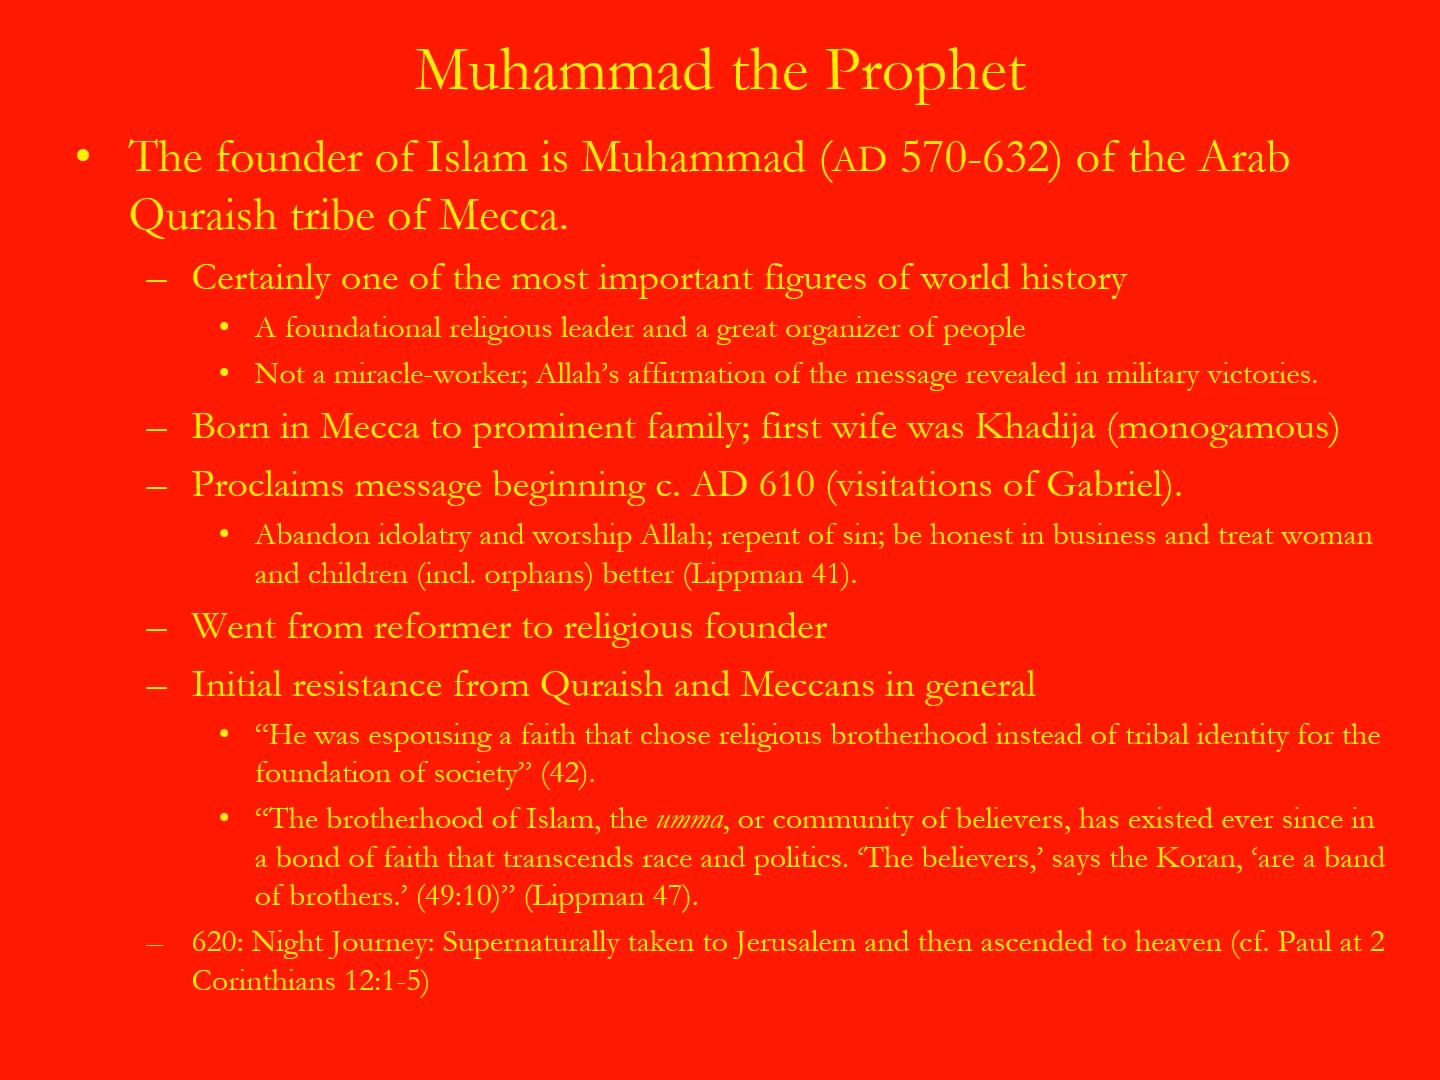 Muhammad the Prophet
• The founder of Islam is Muhammad (AD 570-632) of the Arab
Quraish tribe of Mecca.
– Certainly one of the most important figures of world history
• A foundational religious leader and a great organizer of people
• Not a miracle-worker; Allah’s affirmation of the message revealed in military victories.
– Born in Mecca to prominent family; first wife was Khadija (monogamous)
– Proclaims message beginning c. AD 610 (visitations of Gabriel).
• Abandon idolatry and worship Allah; repent of sin; be honest in business and treat woman
and children (incl. orphans) better (Lippman 41).
– Went from reformer to religious founder
– Initial resistance from Quraish and Meccans in general
• “He was espousing a faith that chose religious brotherhood instead of tribal identity for the
foundation of society” (42).
• “The brotherhood of Islam, the umma, or community of believers, has existed ever since in
a bond of faith that transcends race and politics. ‘The believers,’ says the Koran, ‘are a band
of brothers.’ (49:10)” (Lippman 47).
– 620: Night Journey: Supernaturally taken to Jerusalem and then ascended to heaven (cf. Paul at 2
Corinthians 12:1-5)